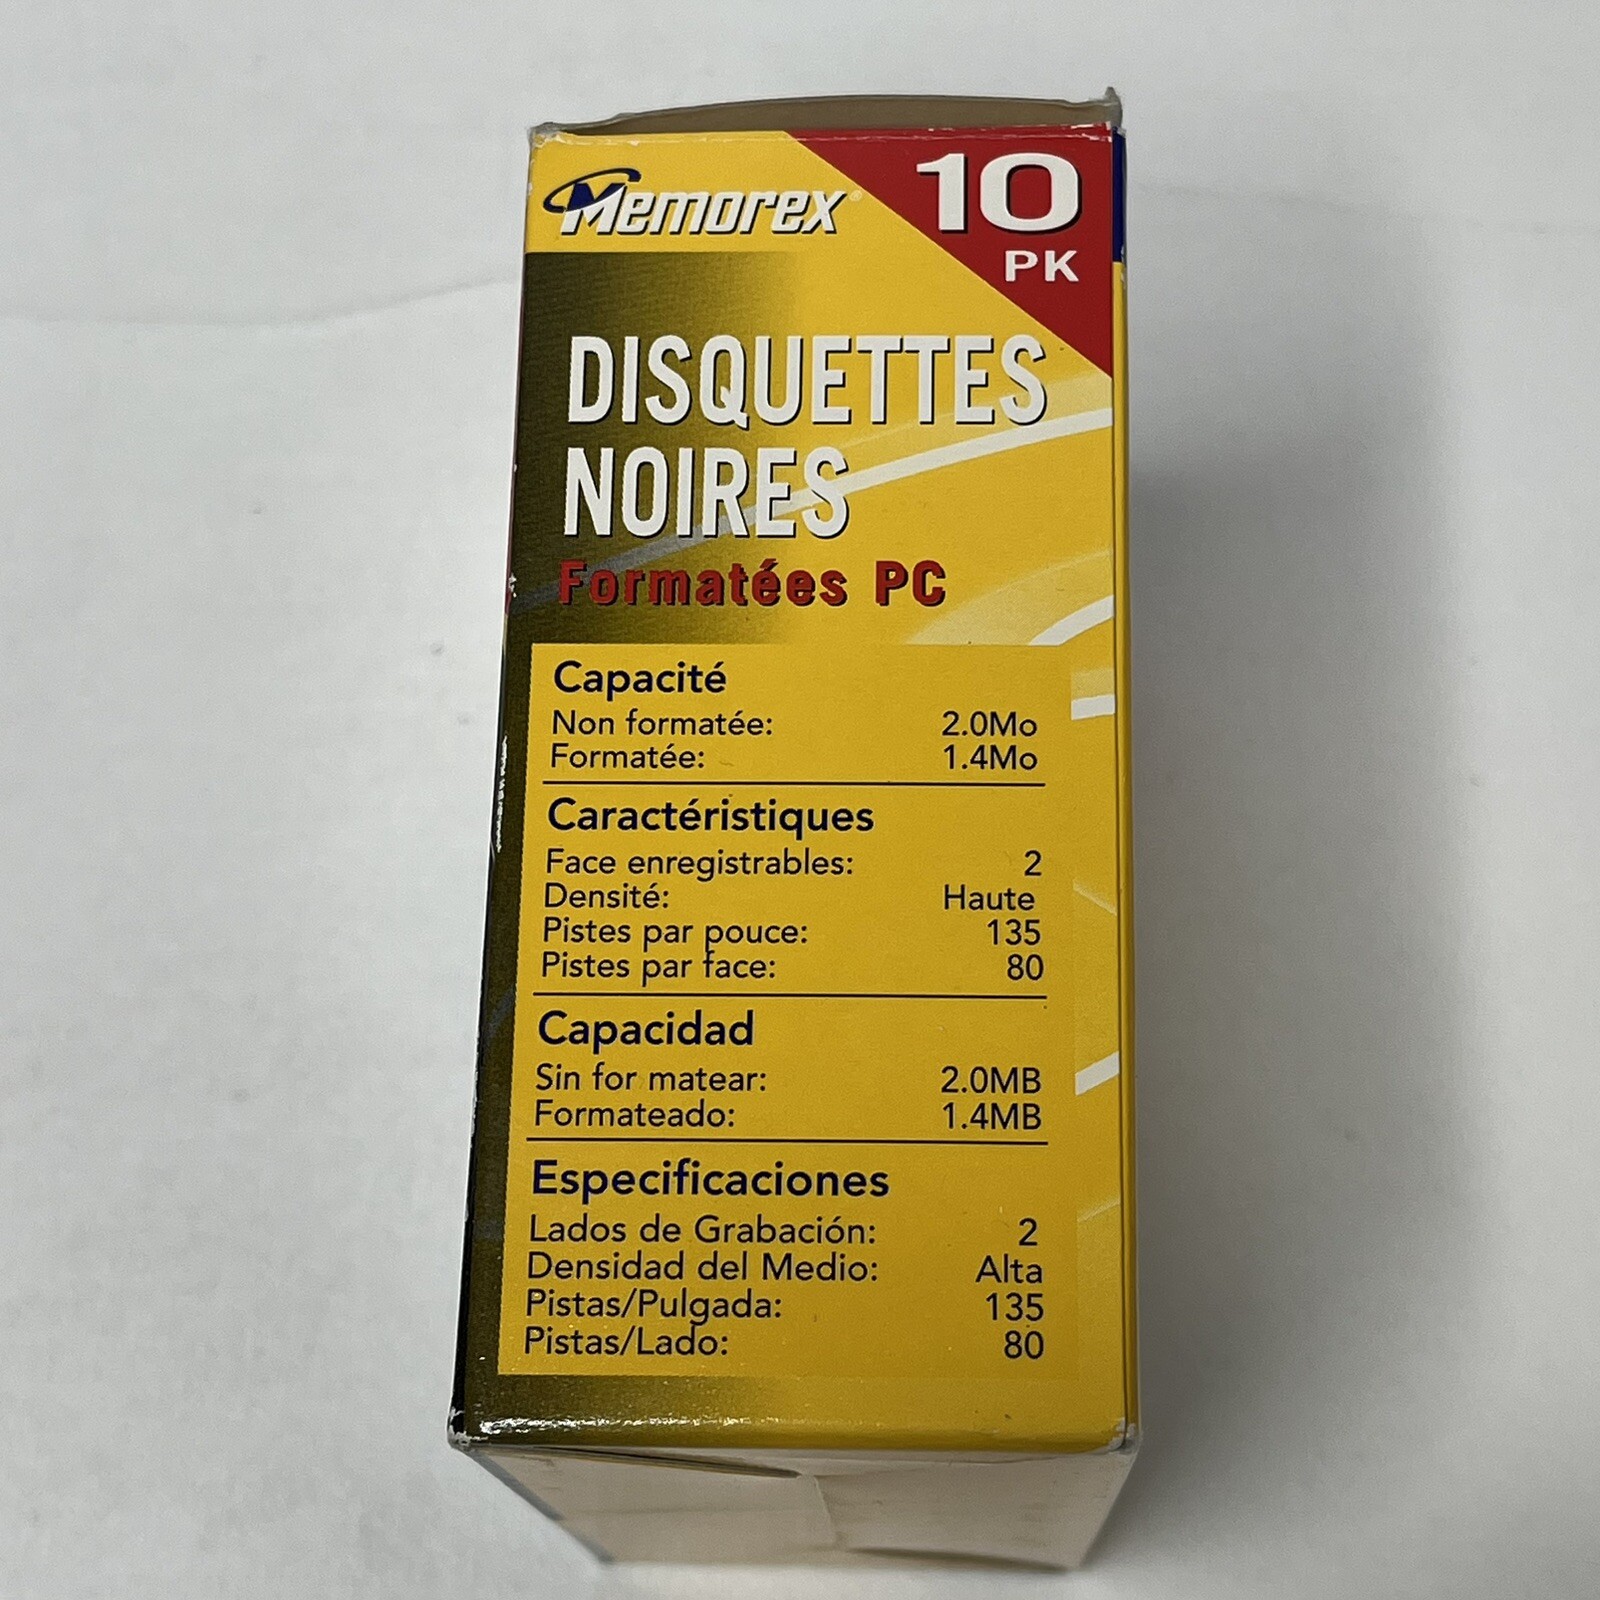 Memorex®
10
PK
DISQUETTES
NOIRES
Formatées PC
Capacité
Non formatée: 2.0Mo
Formatée: 1.4Mo
Caractéristiques
Face enregistrables: 2
Densité: Haute
Pistes par pouce: 135
Pistes par face: 80
Capacidad
Sin for matear: 2.0MB
Formateado: 1.4MB
Especificaciones
Lados de Grabación: 2
Densidad del Medio: Alta
Pistas/Pulgada: 135
Pistas/Lado: 80